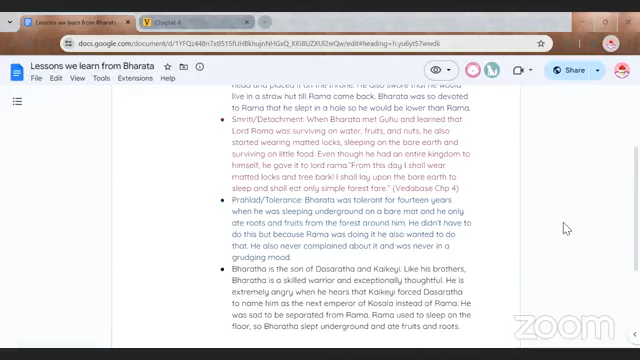 Lessons we learn from Bharata
Chapter 4
docs.google.com/document/d/1YFQz448n7xtl515fUHBkhujnNHGxQ_KKi8UZXUl2wQw/edit#heading=h.yu6yt57wwdk
Lessons we learn from Bharata
File Edit View Tools Extensions
Share
head and placed it on the throne. He also swore that he would
live in a straw hut till Rama come back. Bharata was so devoted
to Rama that he slept in a hole so he would be lower than Rama.
Smriti/Detachment: When Bharata met Guhu and learned that
Lord Rama was surviving on water, fruits, and nuts, he also
started wearing matted locks, sleeping on the bare earth and
surviving on little food. Even though he had an entire kingdom to
himself, he gave it to lord rama. "From this day I shall wear
matted locks and tree bark! I shall lay upon the bare earth to
sleep and shall eat only simple forest fare." (Vedabase Chp 4)
Prahlad/Tolerance: Bharata was tolerant for fourteen years
when he was sleeping underground on a bare mat and he only
ate roots and fruits from the forest around him. He didn't have to
do this but because Rama was doing it he also wanted to do
that. He also never complained about it and was never in a
grudging mood.
Bharatha is the son of Dasaratha and Kaikeyi. Like his brothers,
Bharatha is a skilled warrior and exceptionally thoughtful. He is
extremely angry when he hears that Kaikeyi forced Dasaratha
to name him as the next emperor of Kosala instead of Rama. He
was sad to be separated from Rama. Rama used to sleep on the
floor, so Bharatha slept underground and ate fruits and roots.
zoom